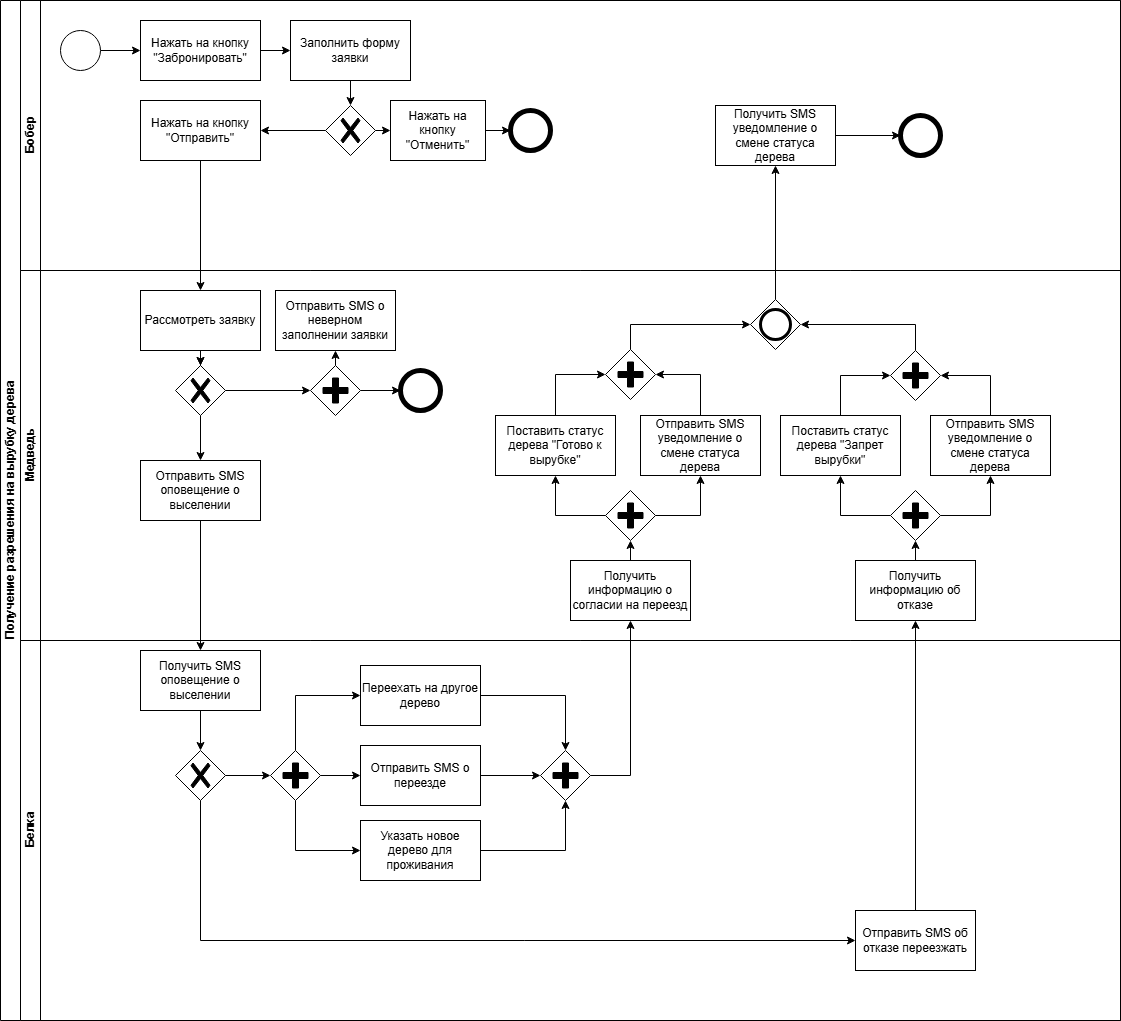 Получение разрешения на вырубку дерева
Бобер
Нажать на кнопку
"Забронировать"
Заполнить форму
заявки
Нажать на кнопку
"Отправить"
Нажать на
кнопку
"Отменить"
Получить SMS
уведомление о
смене статуса
дерева
Медведь
Рассмотреть заявку
Отправить SMS о
неверном
заполнении заявки
Отправить SMS
оповещение о
выселении
Поставить статус
дерева "Готово к
вырубке"
Отправить SMS
уведомление о
смене статуса
дерева
Поставить статус
дерева "Запрет
вырубки"
Отправить SMS
уведомление о
смене статуса
дерева
Получить
информацию о
согласии на переезд
Получить
информацию об
отказе
Белка
Получить SMS
оповещение о
выселении
Переехать на другое
дерево
Отправить SMS о
переезде
Указать новое
дерево для
проживания
Отправить SMS об
отказе переезжать